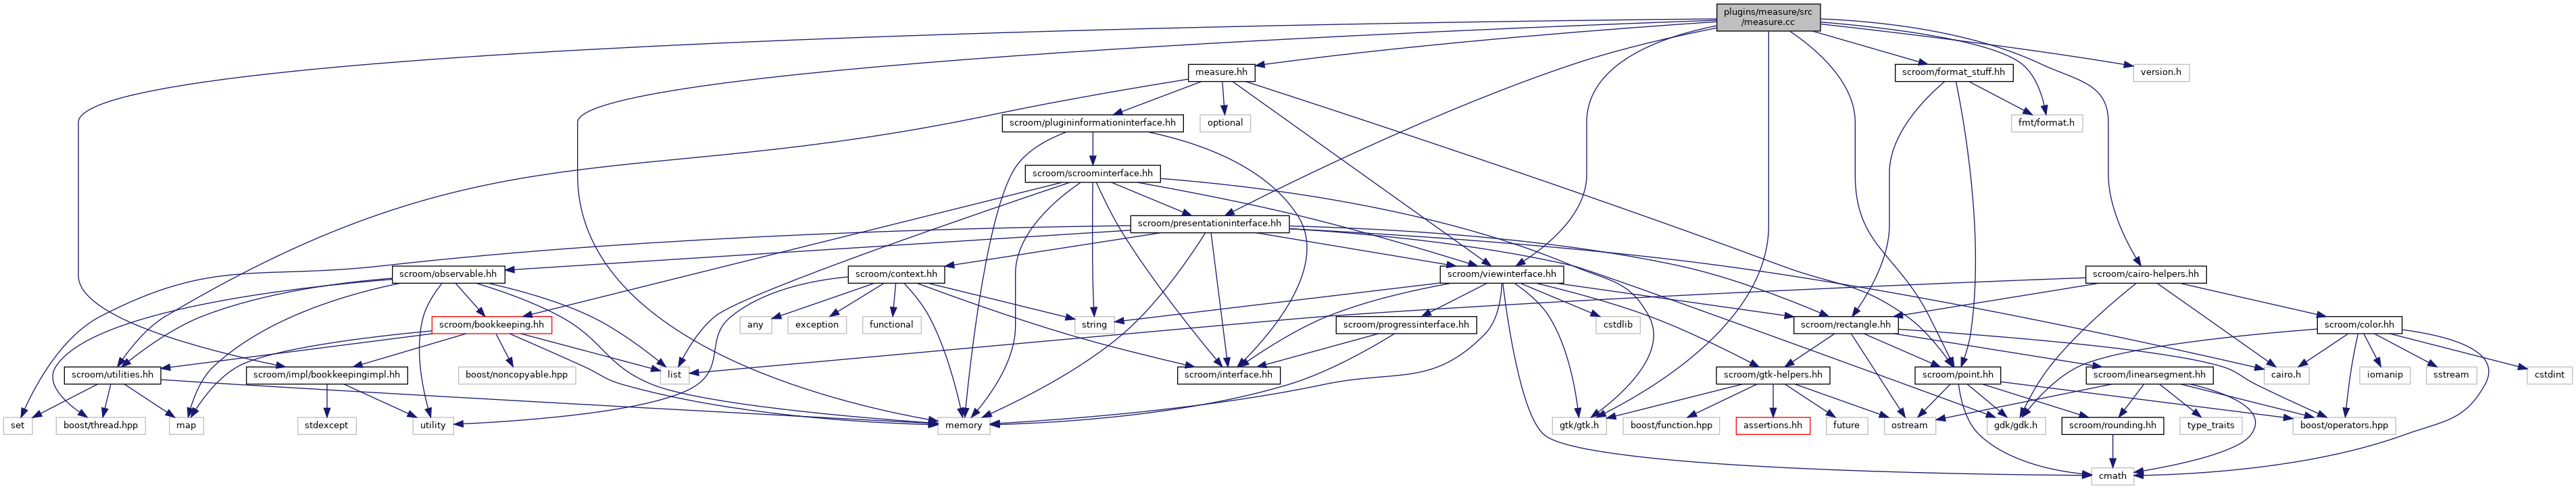 plugins/measure/src
/measure.cc
measure.hh
scroom/format_stuff.hh
version.h
scroom/plugininformationinterface.hh
optional
fmt/format.h
scroom/scroominterface.hh
scroom/presentationinterface.hh
scroom/observable.hh
scroom/context.hh
scroom/viewinterface.hh
scroom/cairo-helpers.hh
scroom/bookkeeping.hh
any
exception
functional
string
scroom/progressinterface.hh
cstdlib
scroom/rectangle.hh
scroom/color.hh
scroom/utilities.hh
scroom/impl/bookkeepingimpl.hh
boost/noncopyable.hpp
list
scroom/interface.hh
scroom/gtk-helpers.hh
scroom/point.hh
scroom/linearsegment.hh
cairo.h
iomanip
sstream
cstdint
set
boost/thread.hpp
map
stdexcept
utility
memory
gtk/gtk.h
boost/function.hpp
assertions.hh
future
ostream
gdk/gdk.h
scroom/rounding.hh
type_traits
boost/operators.hpp
cmath